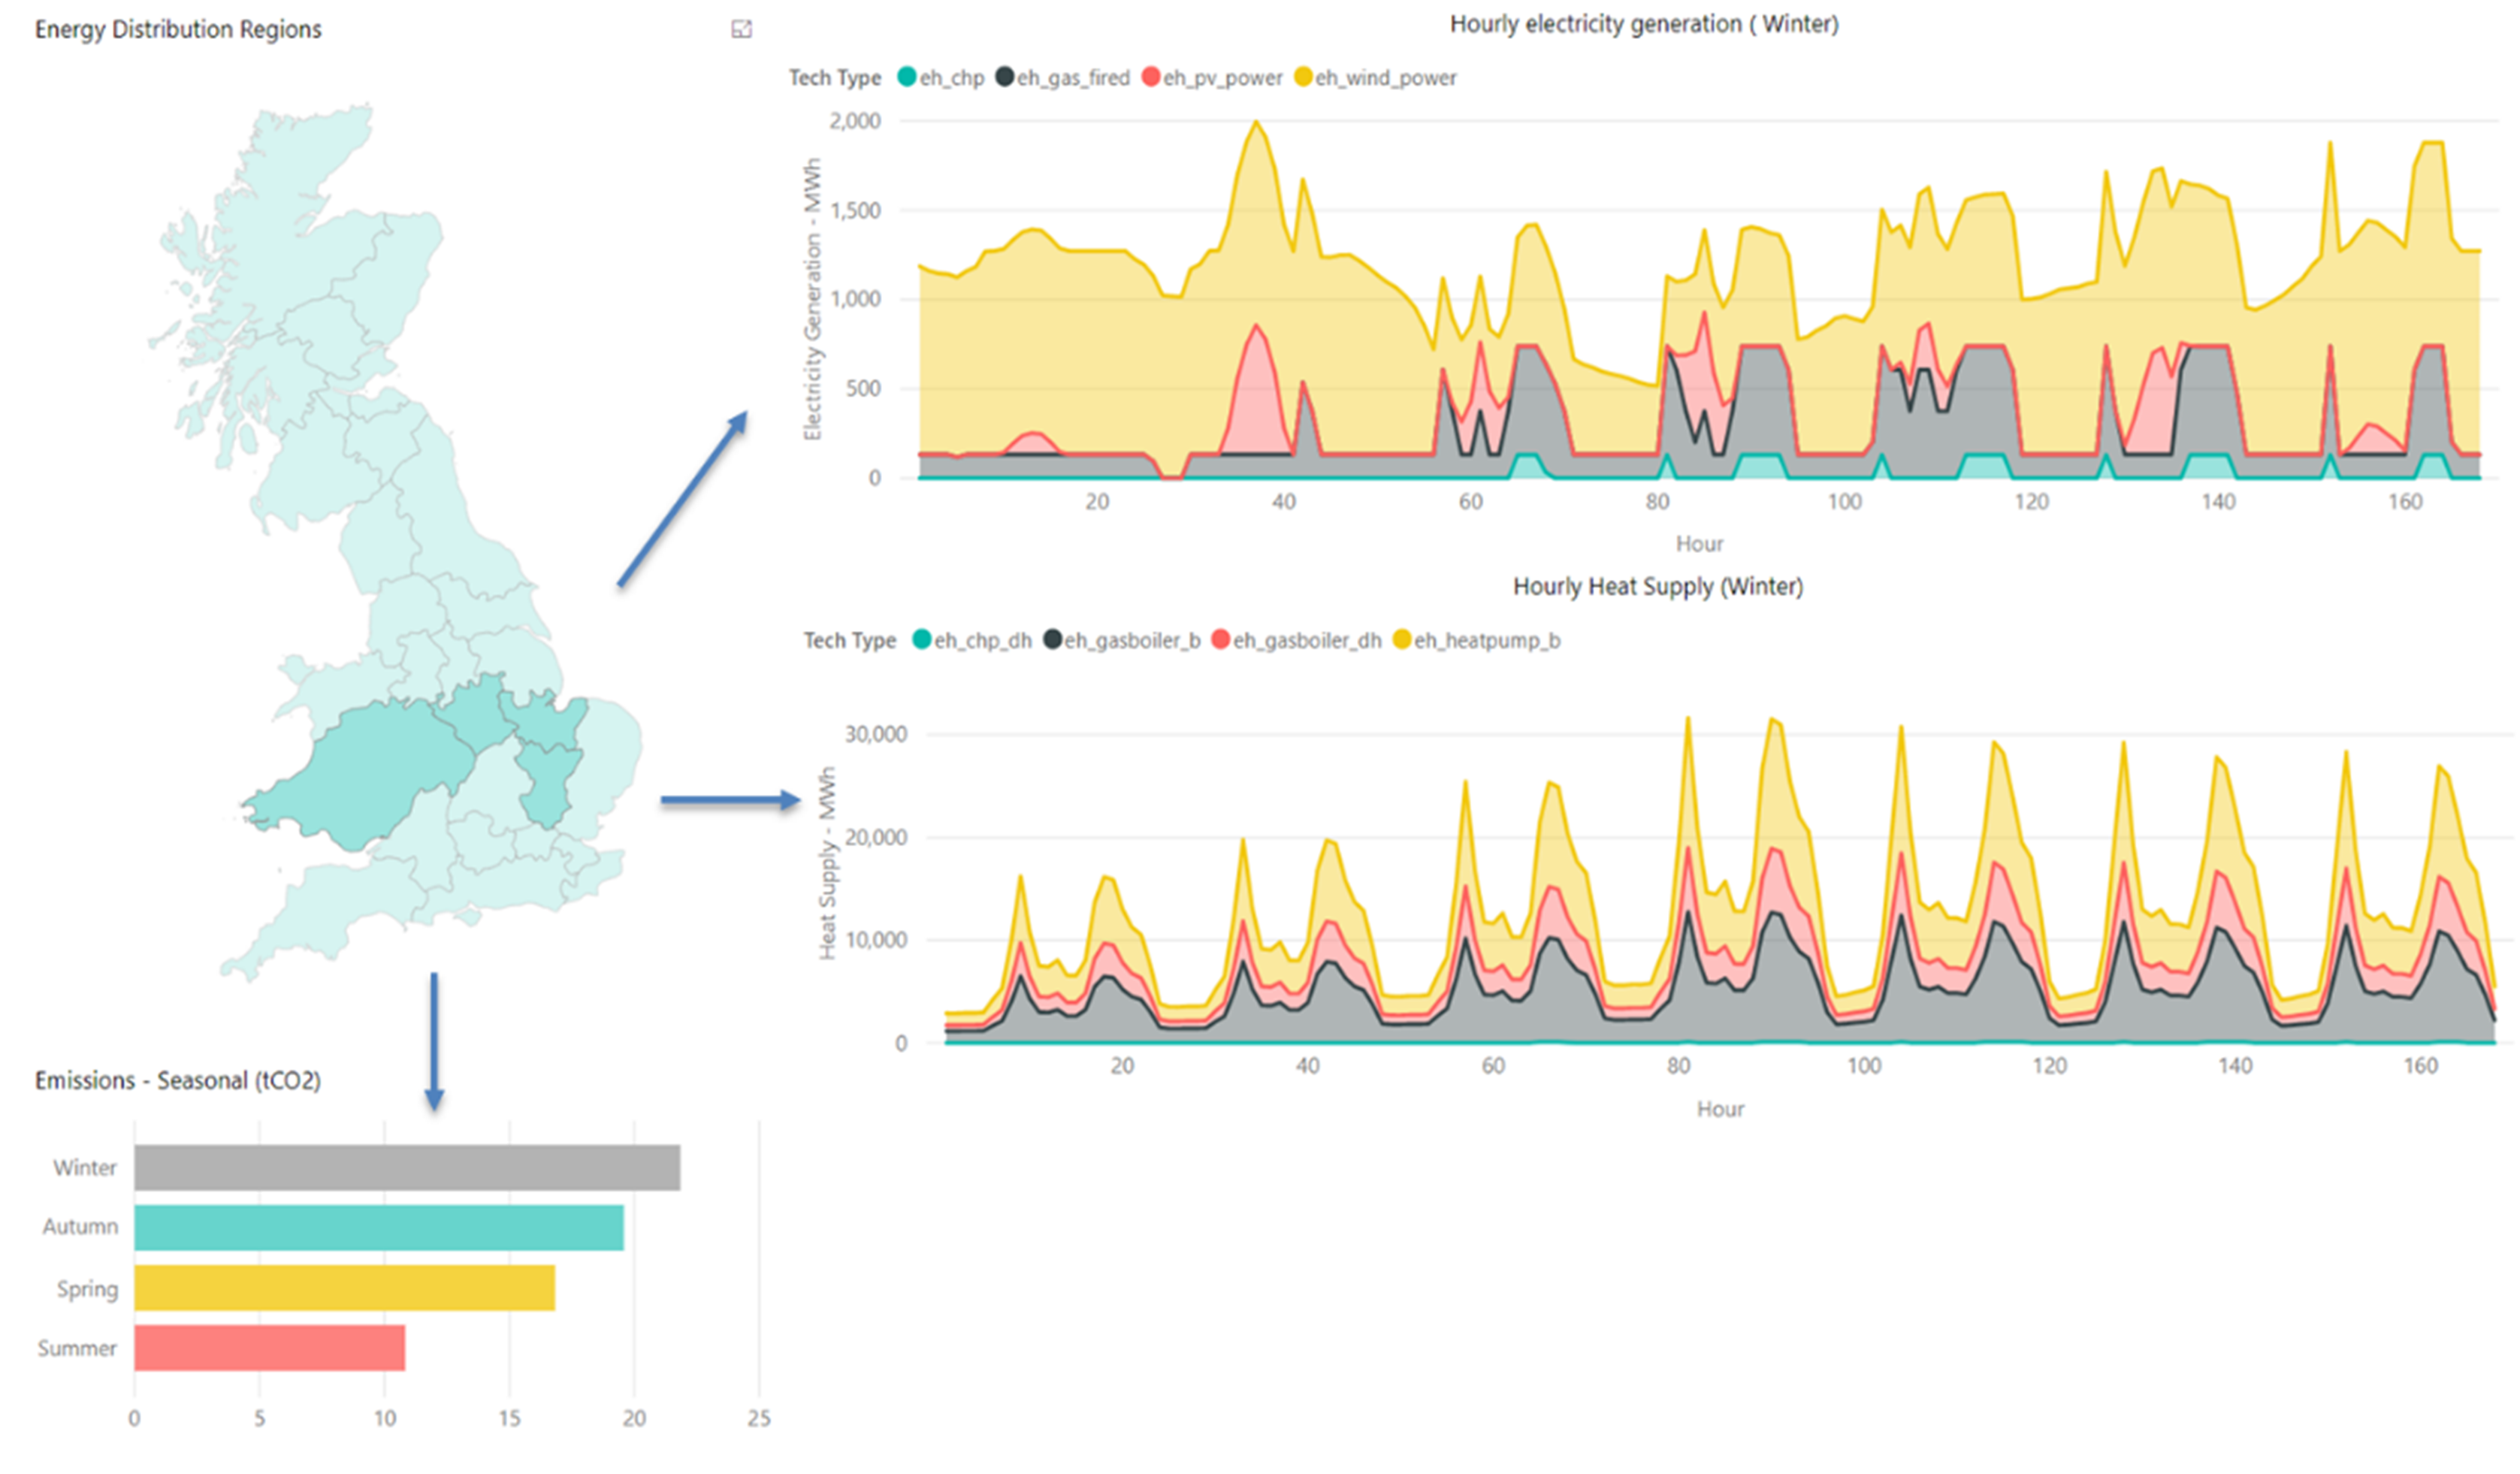 Energy Distribution Regions
Hourly electricity generation ( Winter)
Tech Type eh_chp eh_gas_fired eh_pv_power eh_wind_power
Electricity Generation - MWh
2,000
1,500
1,000
500
0
20 40 60 80 100 120 140 160
Hour
Hourly Heat Supply (Winter)
Tech Type eh_chp_dh eh_gasboiler_b eh_gasboiler_dh eh_heatpump_b
Heat Supply - MWh
30,000
20,000
10,000
0
20 40 60 80 100 120 140 160
Hour
Emissions - Seasonal (tCO2)
Winter
Autumn
Spring
Summer
0 5 10 15 20 25